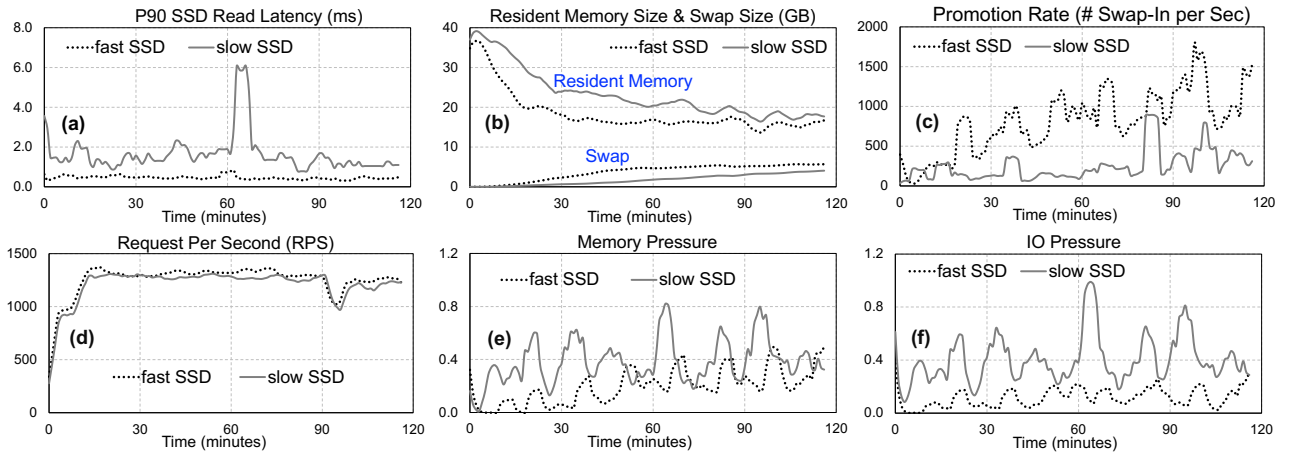 P90 SSD Read Latency (ms)
8.0
6.0
4.0
2.0
0.0
fast SSD
slow SSD
(a)
0
30
60
90
120
Time (minutes)
Resident Memory Size & Swap Size (GB)
40
30
20
10
0
fast SSD
slow SSD
Resident Memory
(b)
Swap
0
30
60
90
120
Time (minutes)
Promotion Rate (# Swap-In per Sec)
2000
1500
1000
500
0
fast SSD
slow SSD
(c)
0
30
60
90
120
Time (minutes)
Request Per Second (RPS)
1500
1000
500
0
(d)
fast SSD
slow SSD
0
30
60
90
120
Time (minutes)
Memory Pressure
1.2
0.8
0.4
0.0
fast SSD
slow SSD
(e)
0
30
60
90
120
Time (minutes)
IO Pressure
1.2
0.8
0.4
0.0
fast SSD
slow SSD
(f)
0
30
60
90
120
Time (minutes)